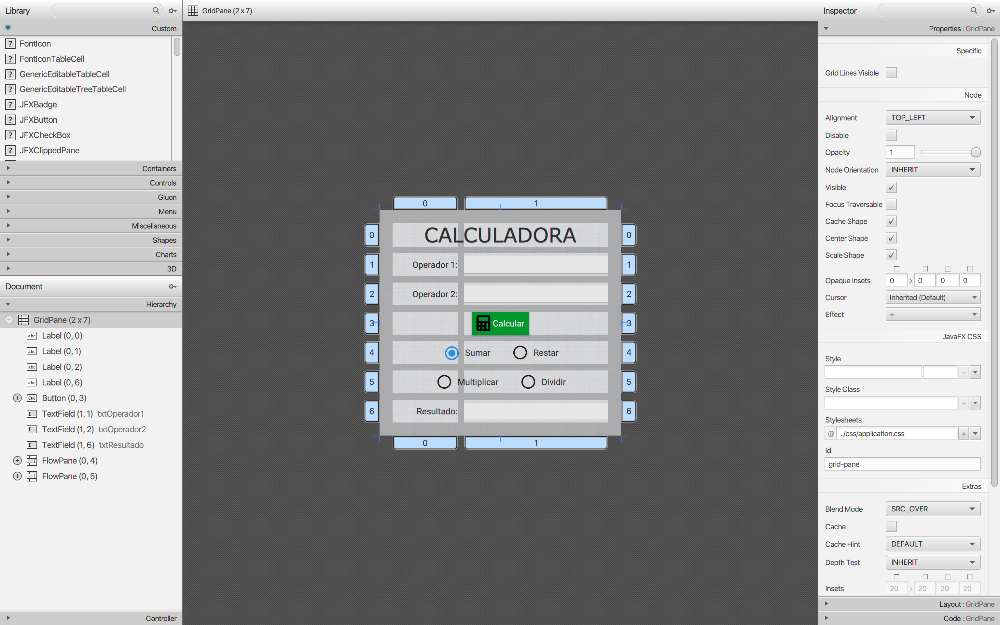 Library
Custom
FontIcon
FontIconTableCell
GenericEditableTableCell
GenericEditableTreeTableCell
JFXBadge
JFXButton
JFXCheckBox
JFXClippedPane
Containers
Controls
Gluon
Menu
Miscellaneous
Shapes
Charts
3D
Document
Hierarchy
GridPane (2 x 7)
abc Label (0, 0)
abc Label (0, 1)
abc Label (0, 2)
abc Label (0, 6)
OK Button (0, 3)
TextField (1, 1) txtOperador1
TextField (1, 2) txtOperador2
TextField (1, 6) txtResultado
FlowPane (0, 4)
FlowPane (0, 5)
Controller
GridPane (2 x 7)
0 1
0 CALCULADORA 0
1 Operador 1: 1
2 Operador 2: 2
3 Calcular 3
4 Sumar Restar 4
5 Multiplicar Dividir 5
6 Resultado: 6
0 1
Inspector
Properties : GridPane
Specific
Grid Lines Visible
Node
Alignment TOP_LEFT
Disable
Opacity 1
Node Orientation INHERIT
Visible
Focus Traversable
Cache Shape
Center Shape
Scale Shape
Opaque Insets 0 > 0 0 0
Cursor Inherited (Default)
Effect +
JavaFX CSS
Style
+
Style Class
+
Stylesheets
@ ../css/application.css +
Id
grid-pane
Extras
Blend Mode SRC_OVER
Cache
Cache Hint DEFAULT
Depth Test INHERIT
Insets 20 > 20 20 20
Layout : GridPane
Code : GridPane